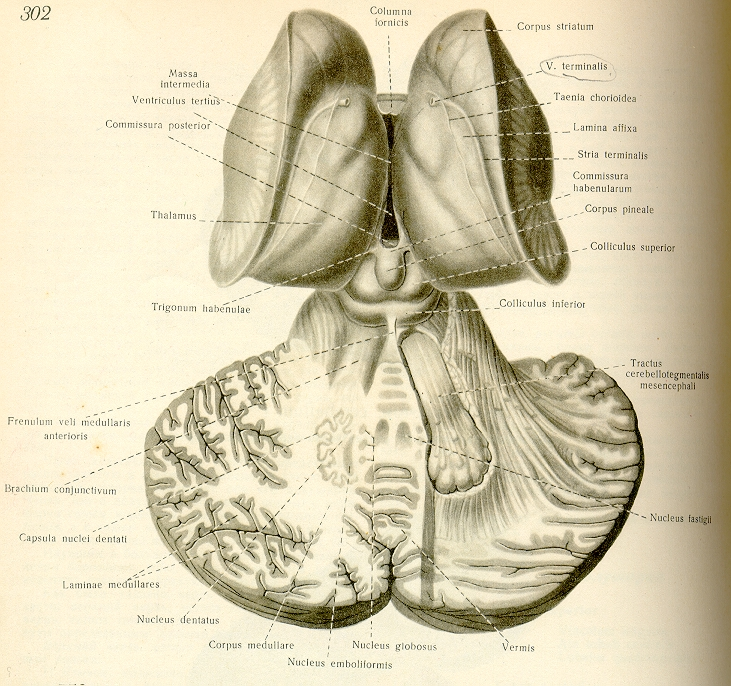 302
Columna
fornicis
Corpus striatum
V. terminalis
Massa
intermedia
Ventriculus tertius
Taenia chorioidea
Commissura posterior
Lamina affixa
Stria terminalis
Commissura
habenularum
Thalamus
Corpus pineale
Colliculus superior
Trigonum habenulae
Colliculus inferior
Tractus
cerebellotegmentalis
mesencephali
Frenulum veli medullaris
anterioris
Brachium conjunctivum
Nucleus fastigii
Capsula nuclei dentati
Laminae medullares
Nucleus dentatus
Corpus medullare
Nucleus globosus
Vermis
Nucleus emboliformis